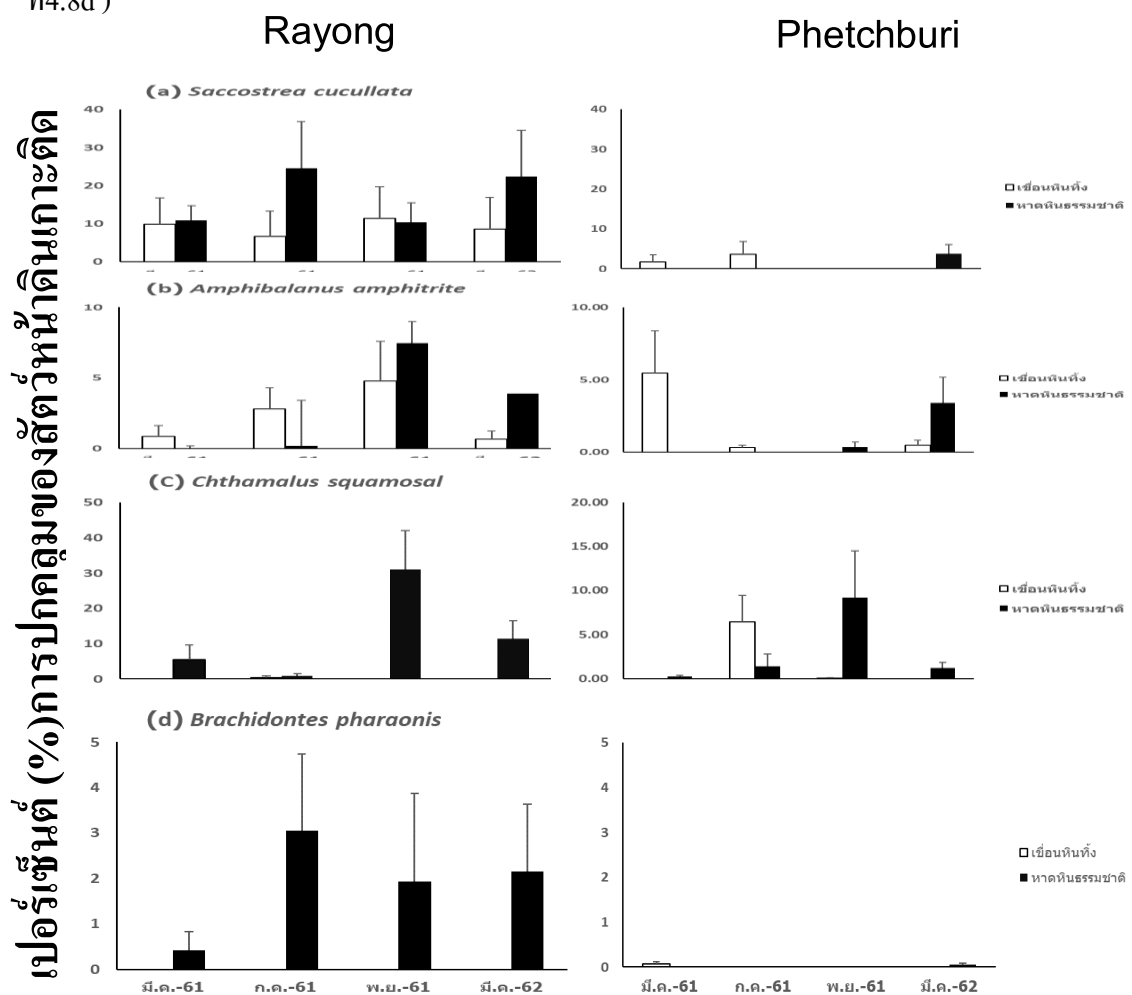 ที่4.8d )
Rayong
Phetchburi
เปอร์เซ็นต์ (%)การปกคลุมของสัตว์หน้าดินเกาะติด
(a) Saccostrea cucullata
40
30
20
10
0
40
30
20
10
0
เขื่อนหินทิ้ง
หาดหินธรรมชาติ
(b) Amphibalanus amphitrite
10
5
0
10.00
5.00
0.00
เขื่อนหินทิ้ง
หาดหินธรรมชาติ
(C) Chthamalus squamosal
50
40
30
20
10
0
20.00
15.00
10.00
5.00
0.00
เขื่อนหินทิ้ง
หาดหินธรรมชาติ
(d) Brachidontes pharaonis
5
4
3
2
1
0
มี.ค.-61 ก.ค.-61 พ.ย.-61 มี.ค.-62
5
4
3
2
1
0
มี.ค.-61 ก.ค.-61 พ.ย.-61 มี.ค.-62
เขื่อนหินทิ้ง
หาดหินธรรมชาติ